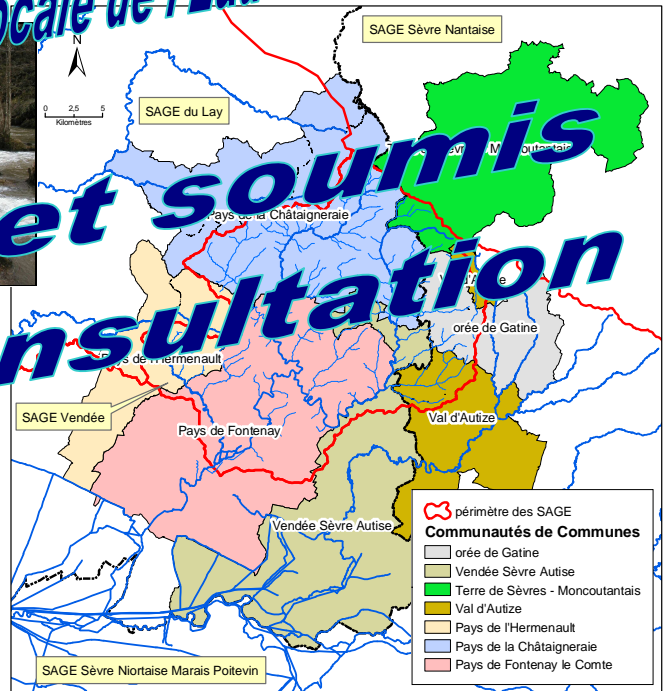 ocale de l'Eau
N
0 2,5 5
Kilomètres
SAGE Sèvre Nantaise
SAGE du Lay
et soumis
Pays de la Châtaigneraie
nsultation
orée de Gatine
Pays de l'Hermenault
SAGE Vendée
Pays de Fontenay
Val d'Autize
Vendée Sèvre Autise
périmètre des SAGE
Communautés de Communes
orée de Gatine
Vendée Sèvre Autise
Terre de Sèvres - Moncoutantais
Val d'Autize
Pays de l'Hermenault
Pays de la Châtaigneraie
Pays de Fontenay le Comte
SAGE Sèvre Niortaise Marais Poitevin